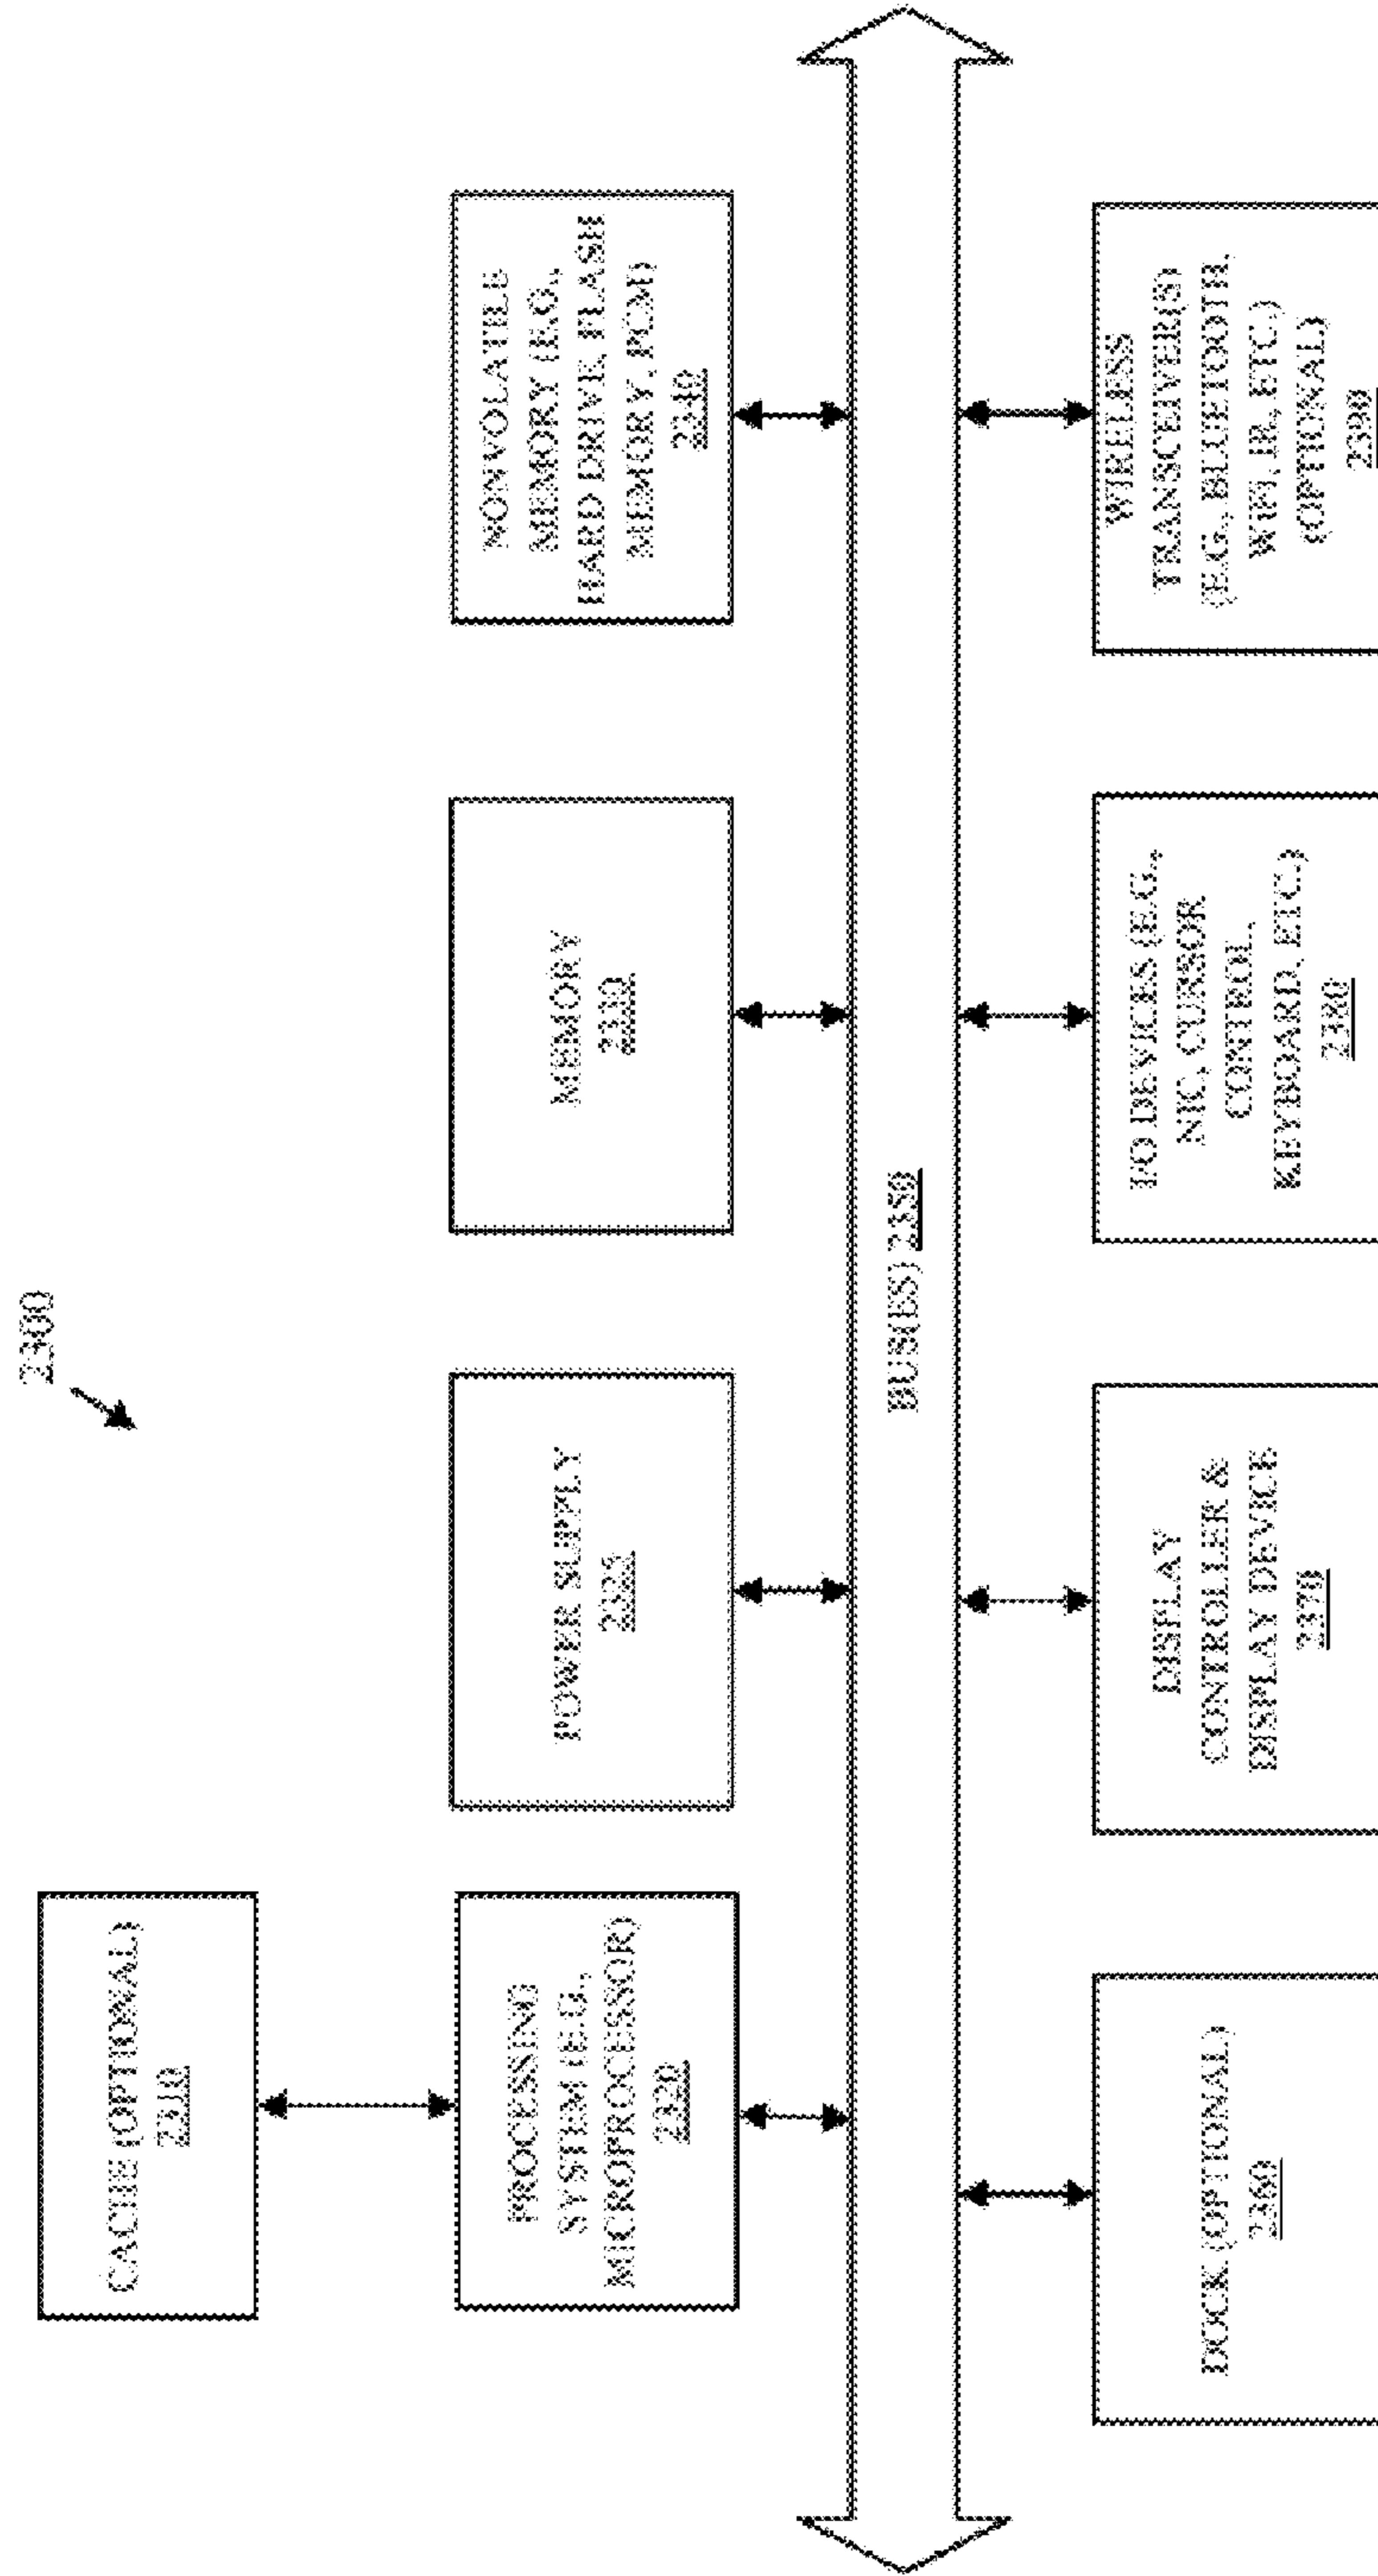 2300
CACHE (OPTIONAL)
2310
PROCESSING
SYSTEM (E.G.,
MICROPROCESSOR)
2320
POWER SUPPLY
2325
MEMORY
2330
NONVOLATILE
MEMORY (E.G.,
HARD DRIVE, FLASH
MEMORY, PCM)
2340
BUS(ES) 2350
DOCK (OPTIONAL)
2360
DISPLAY
CONTROLLER &
DISPLAY DEVICE
2370
I/O DEVICES (E.G.,
NIC, CURSOR
CONTROL,
KEYBOARD, ETC.)
2380
WIRELESS
TRANSCEIVER(S)
(E.G., BLUETOOTH,
WIFI, IR, ETC.)
(OPTIONAL)
2390